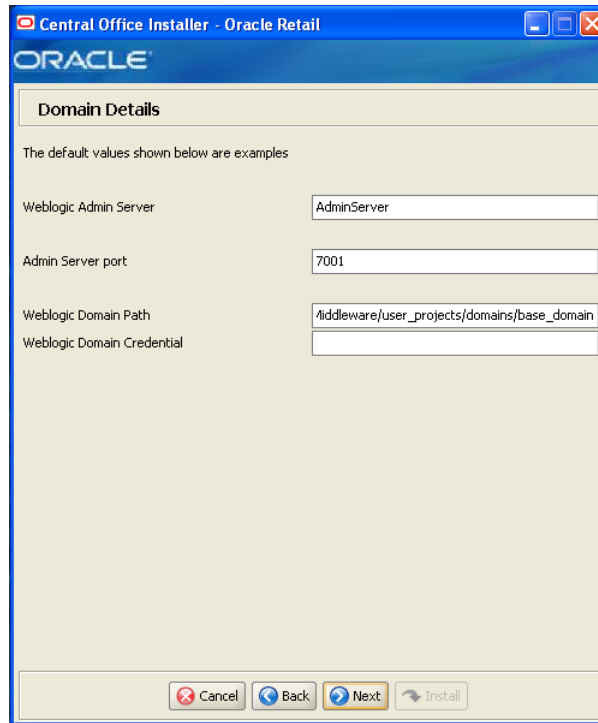 Central Office Installer - Oracle Retail
ORACLE
Domain Details
The default values shown below are examples
Weblogic Admin Server AdminServer
Admin Server port 7001
Weblogic Domain Path /iddleware/user_projects/domains/base_domain
Weblogic Domain Credential
Cancel Back Next Install